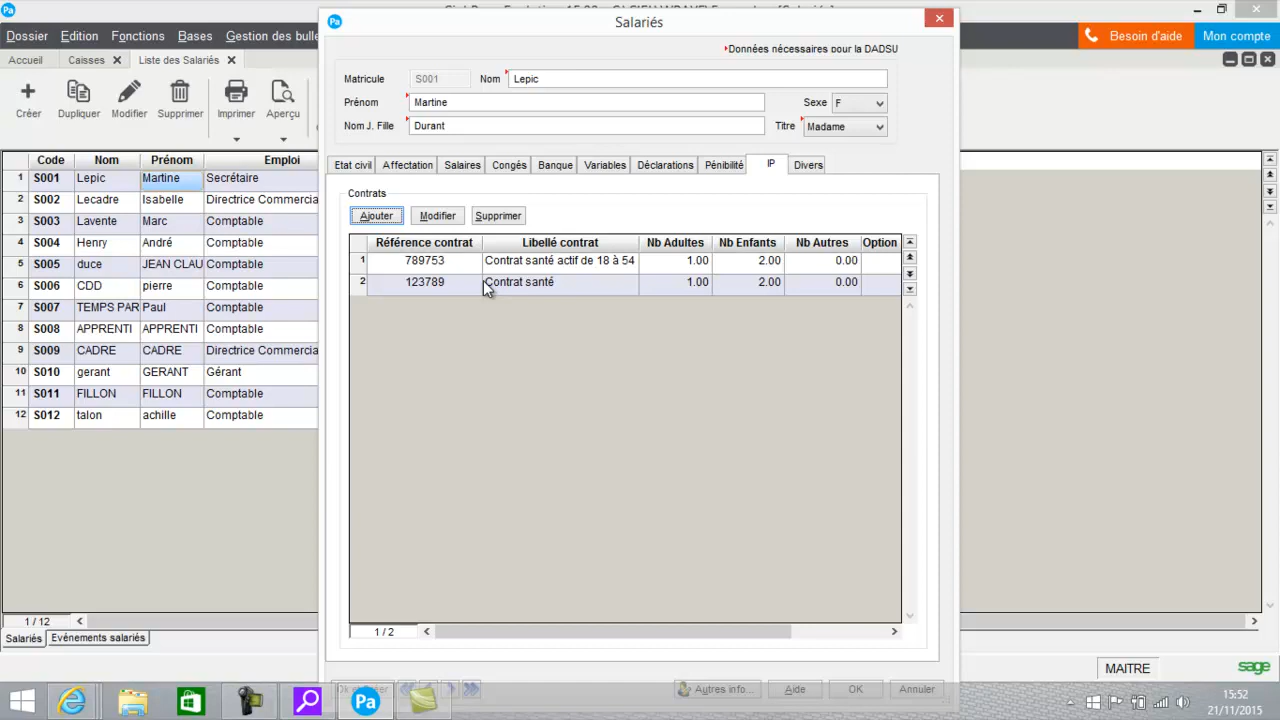 Salariés
Dossier Edition Fonctions Bases Gestion des bulle
Besoin d'aide Mon compte
Accueil Caisses Liste des Salariés
Créer Dupliquer Modifier Supprimer Imprimer Aperçu
Code Nom Prénom Emploi
1 S001 Lepic Martine Secrétaire
2 S002 Lecadre Isabelle Directrice Commercia
3 S003 Lavente Marc Comptable
4 S004 Henry André Comptable
5 S005 duce JEAN CLAU Comptable
6 S006 CDD pierre Comptable
7 S007 TEMPS PAR Paul Comptable
8 S008 APPRENTI APPRENTI Comptable
9 S009 CADRE CADRE Directrice Commercia
10 S010 gerant GERANT Gérant
11 S011 FILLON FILLON Comptable
12 S012 talon achille Comptable
1 / 12
Salariés Evénements salariés
Données nécessaires pour la DADSU
Matricule S001 Nom Lepic
Prénom Martine Sexe F
Nom J. Fille Durant Titre Madame
Etat civil Affectation Salaires Congés Banque Variables Déclarations Pénibilité IP Divers
Contrats
Ajouter Modifier Supprimer
Référence contrat Libellé contrat Nb Adultes Nb Enfants Nb Autres Option
1 789753 Contrat santé actif de 18 à 54 1.00 2.00 0.00
2 123789 Contrat santé 1.00 2.00 0.00
1 / 2
Autres info... Aide OK Annuler
MAITRE
sage
Pa
15:52
21/11/2015